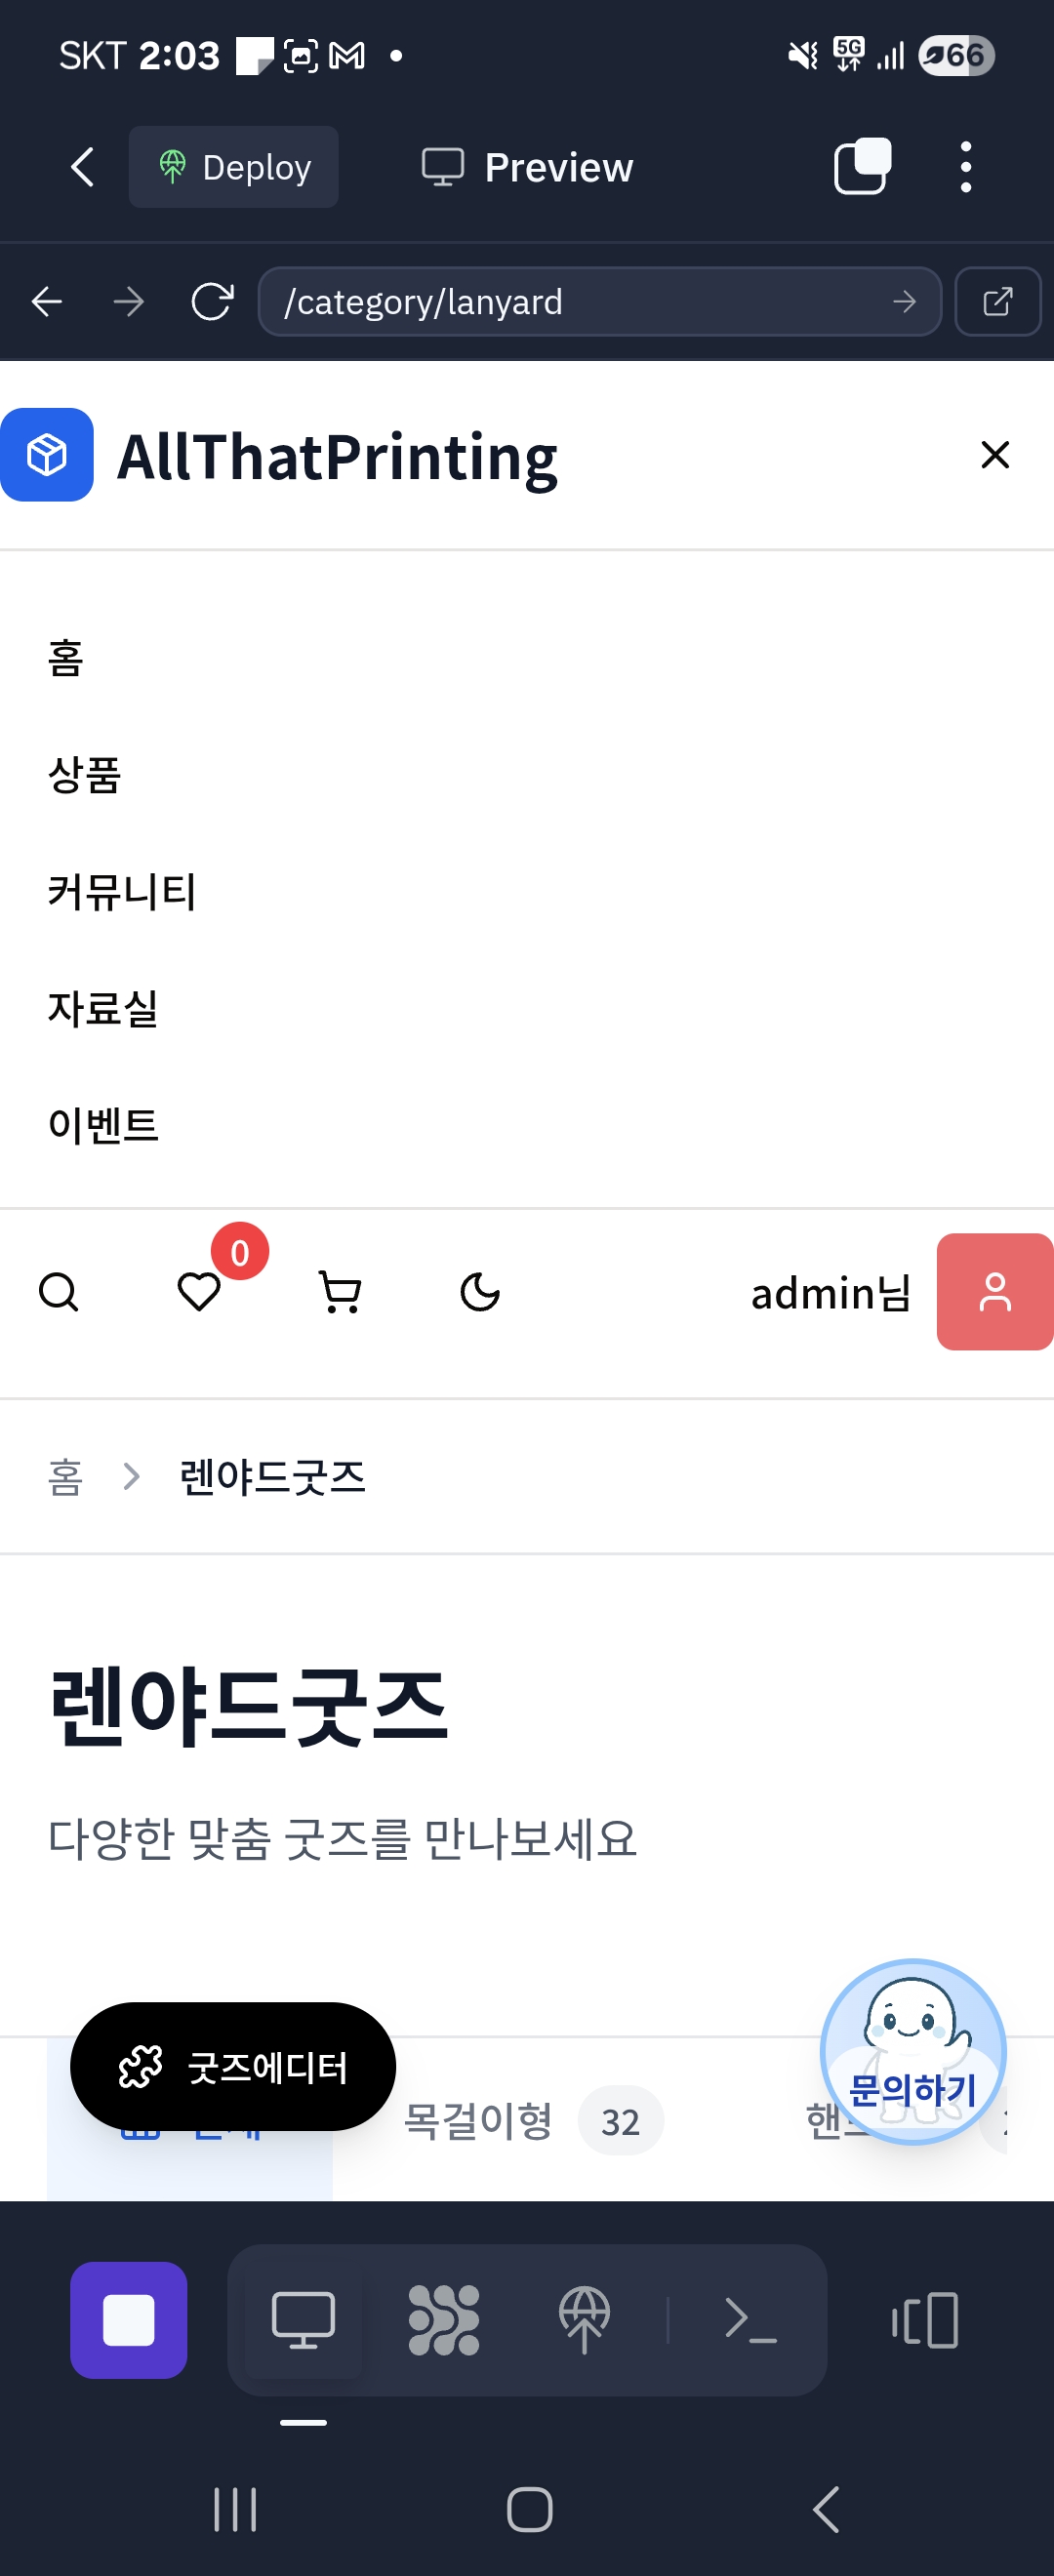 SKT 2:03
5G
66
Deploy
Preview
/category/lanyard
AllThatPrinting
홈
상품
커뮤니티
자료실
이벤트
0
admin님
홈 > 렌야드굿즈
렌야드굿즈
다양한 맞춤 굿즈를 만나보세요
굿즈에디터
문의하기
목걸이형 32